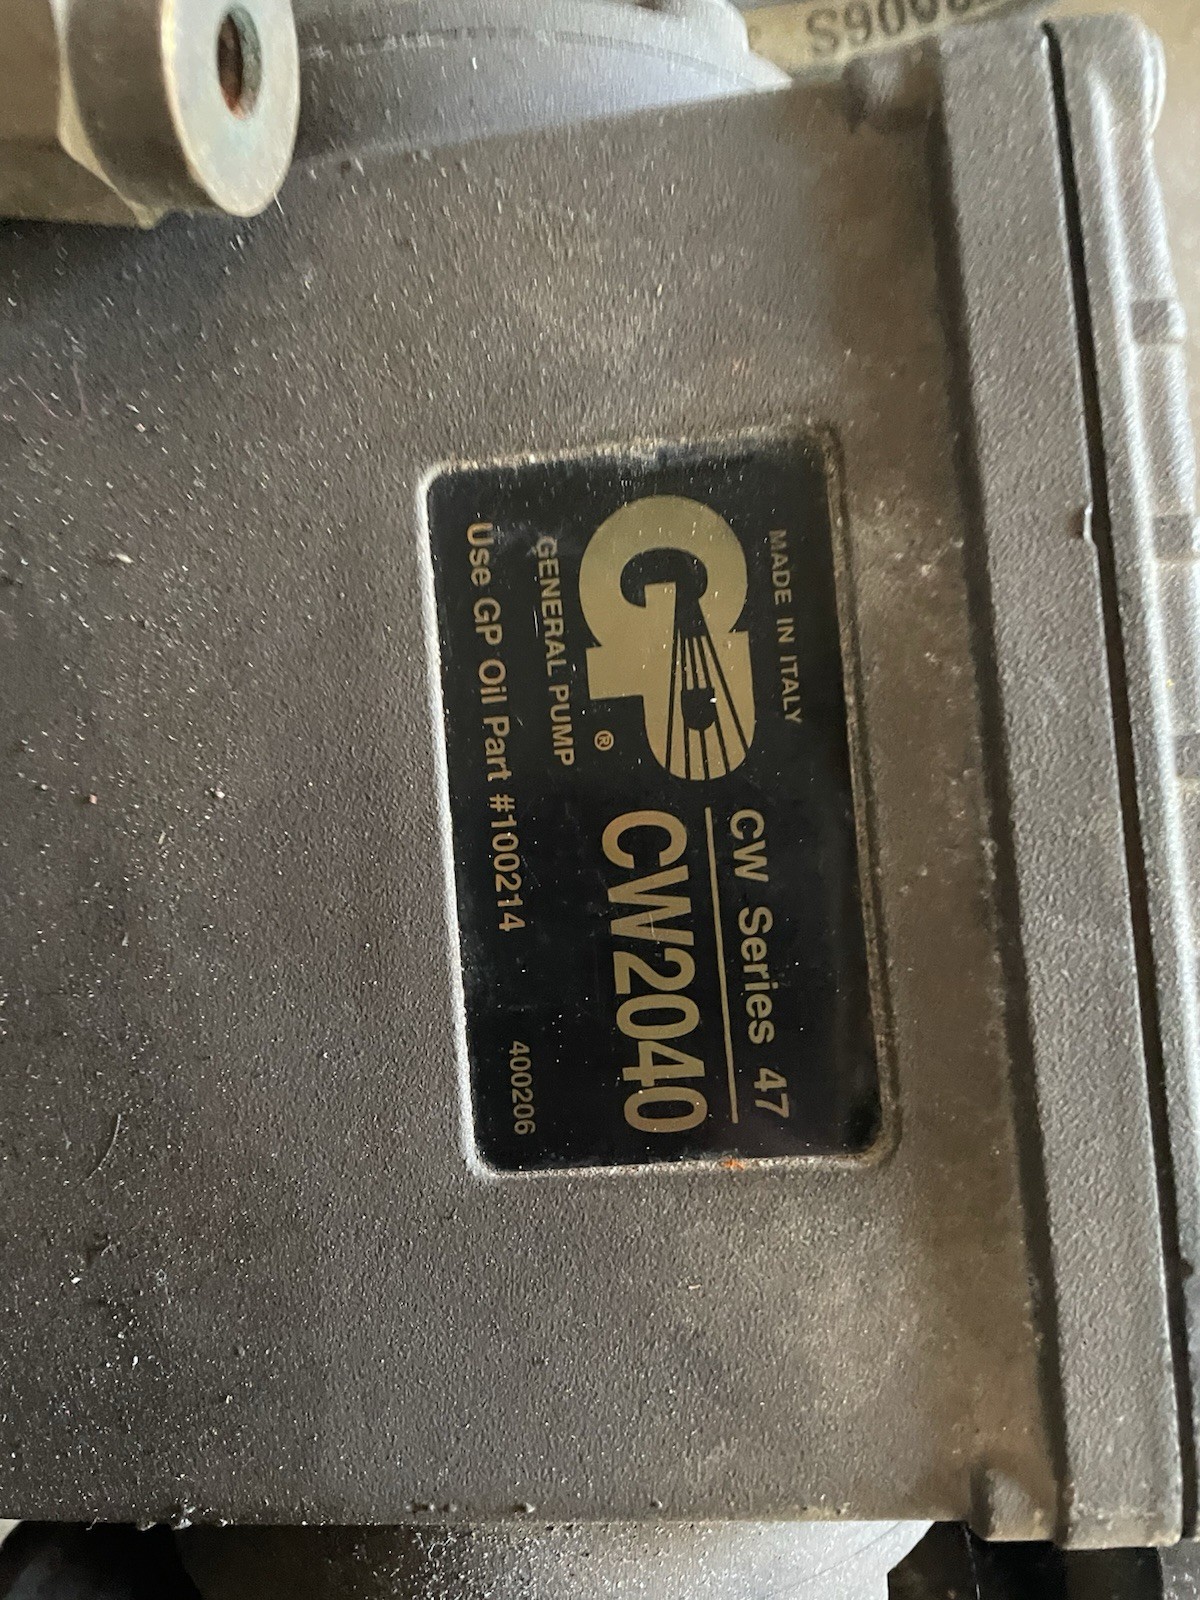 MADE IN ITALY
GP®
GENERAL PUMP
CW Series 47
CW2040
Use GP Oil Part #100214
400206